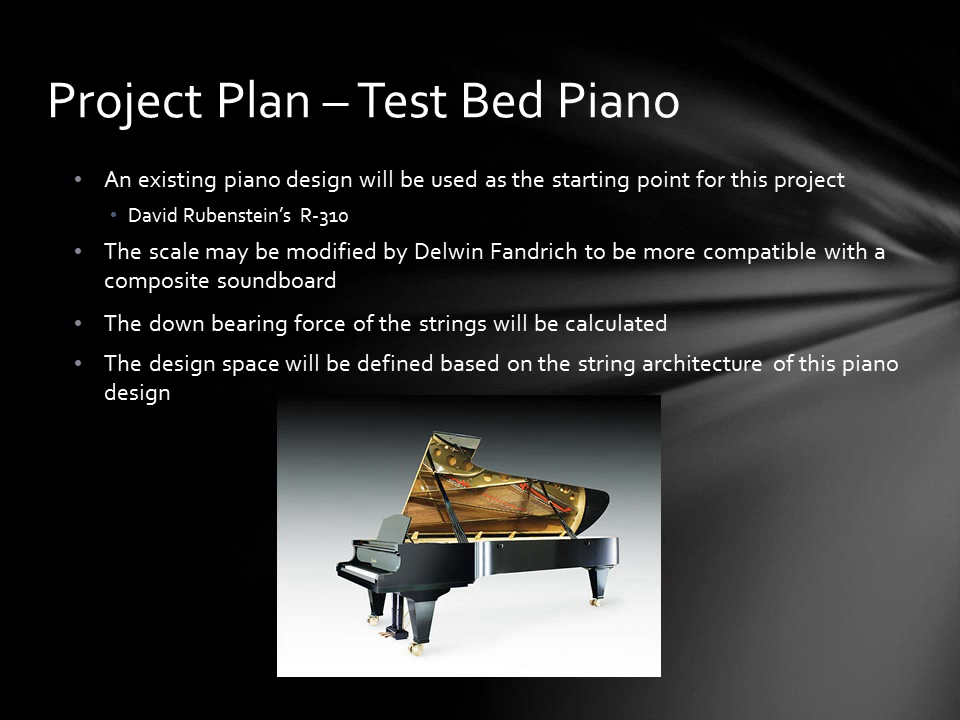 Project Plan – Test Bed Piano
• An existing piano design will be used as the starting point for this project
• David Rubenstein's R-310
• The scale may be modified by Delwin Fandrich to be more compatible with a
composite soundboard
• The down bearing force of the strings will be calculated
• The design space will be defined based on the string architecture of this piano
design